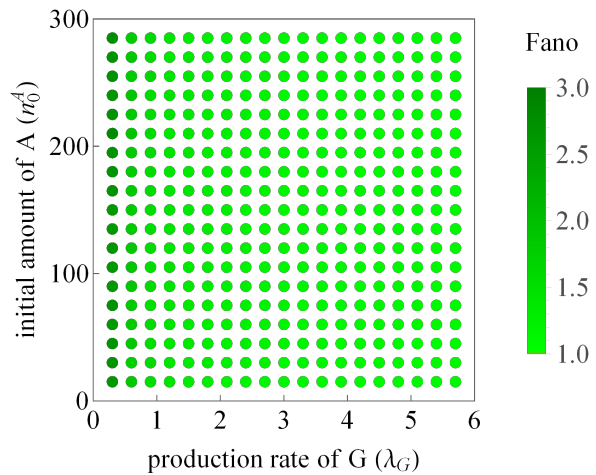 300
200
100
0
initial amount of A (n₀ᴬ)
0 1 2 3 4 5 6
production rate of G (λ_G)
Fano
3.0
2.5
2.0
1.5
1.0